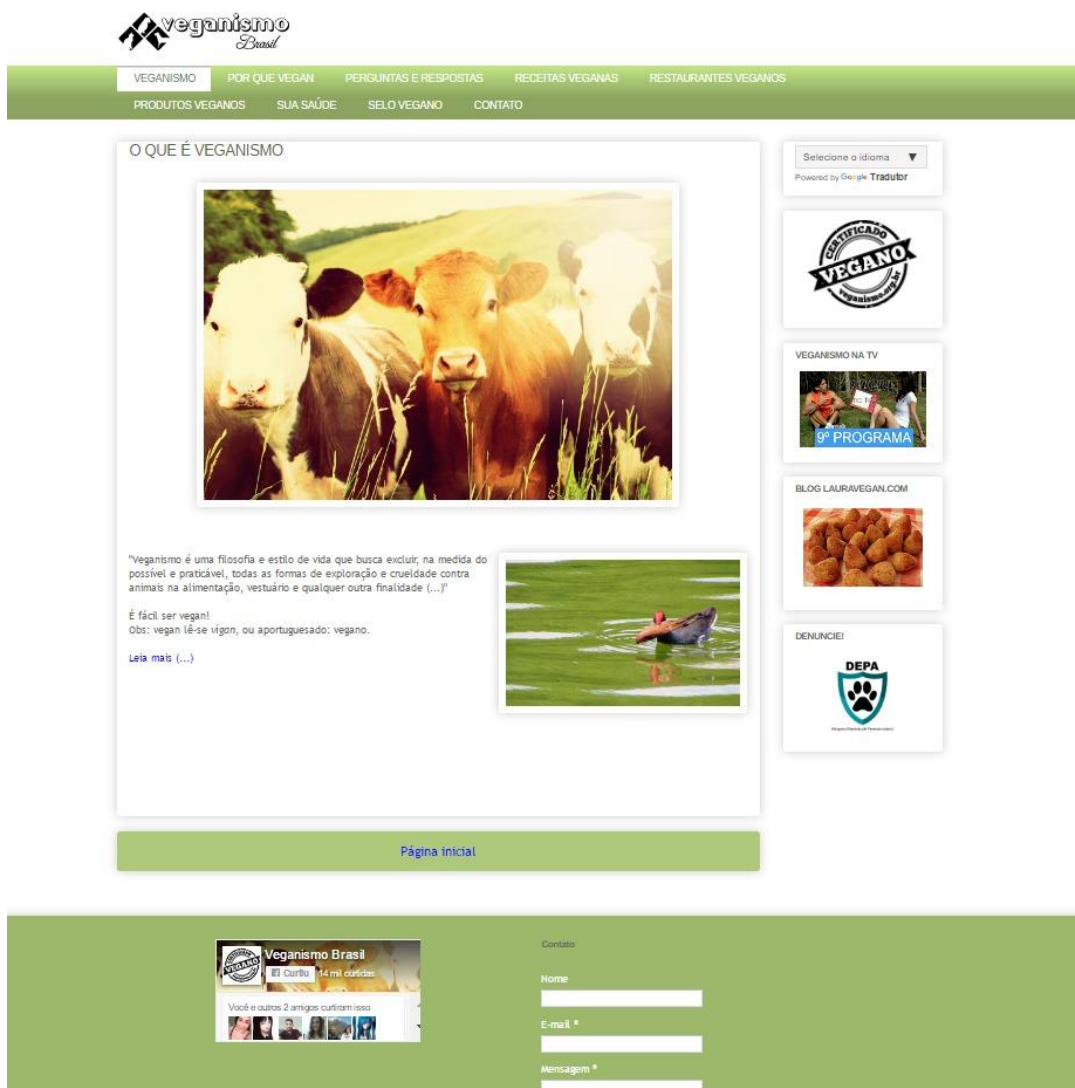 veganismo
Brasil
VEGANISMO POR QUE VEGAN PERGUNTAS E RESPOSTAS RECEITAS VEGANAS RESTAURANTES VEGANOS
PRODUTOS VEGANOS SUA SAÚDE SELO VEGANO CONTATO
O QUE É VEGANISMO
"Veganismo é uma filosofia e estilo de vida que busca excluir, na medida do
possível e praticável, todas as formas de exploração e crueldade contra
animais na alimentação, vestuário e qualquer outra finalidade (...)"
É fácil ser vegan!
Obs: vegan lê-se vígan, ou aportuguesado: vegano.
Leia mais (...)
Selecione o idioma ▼
Powered by Google Tradutor
CERTIFICADO
VEGANO
veganismo.org.br
VEGANISMO NA TV
9º PROGRAMA
BLOG LAURAVEGAN.COM
DENUNCIE!
DEPA
Página inicial
VEGANO
Veganismo Brasil
Curtiu 14 mil curtidas
Você e outros 2 amigos curtiram isso
Contato
Nome
E-mail *
Mensagem *